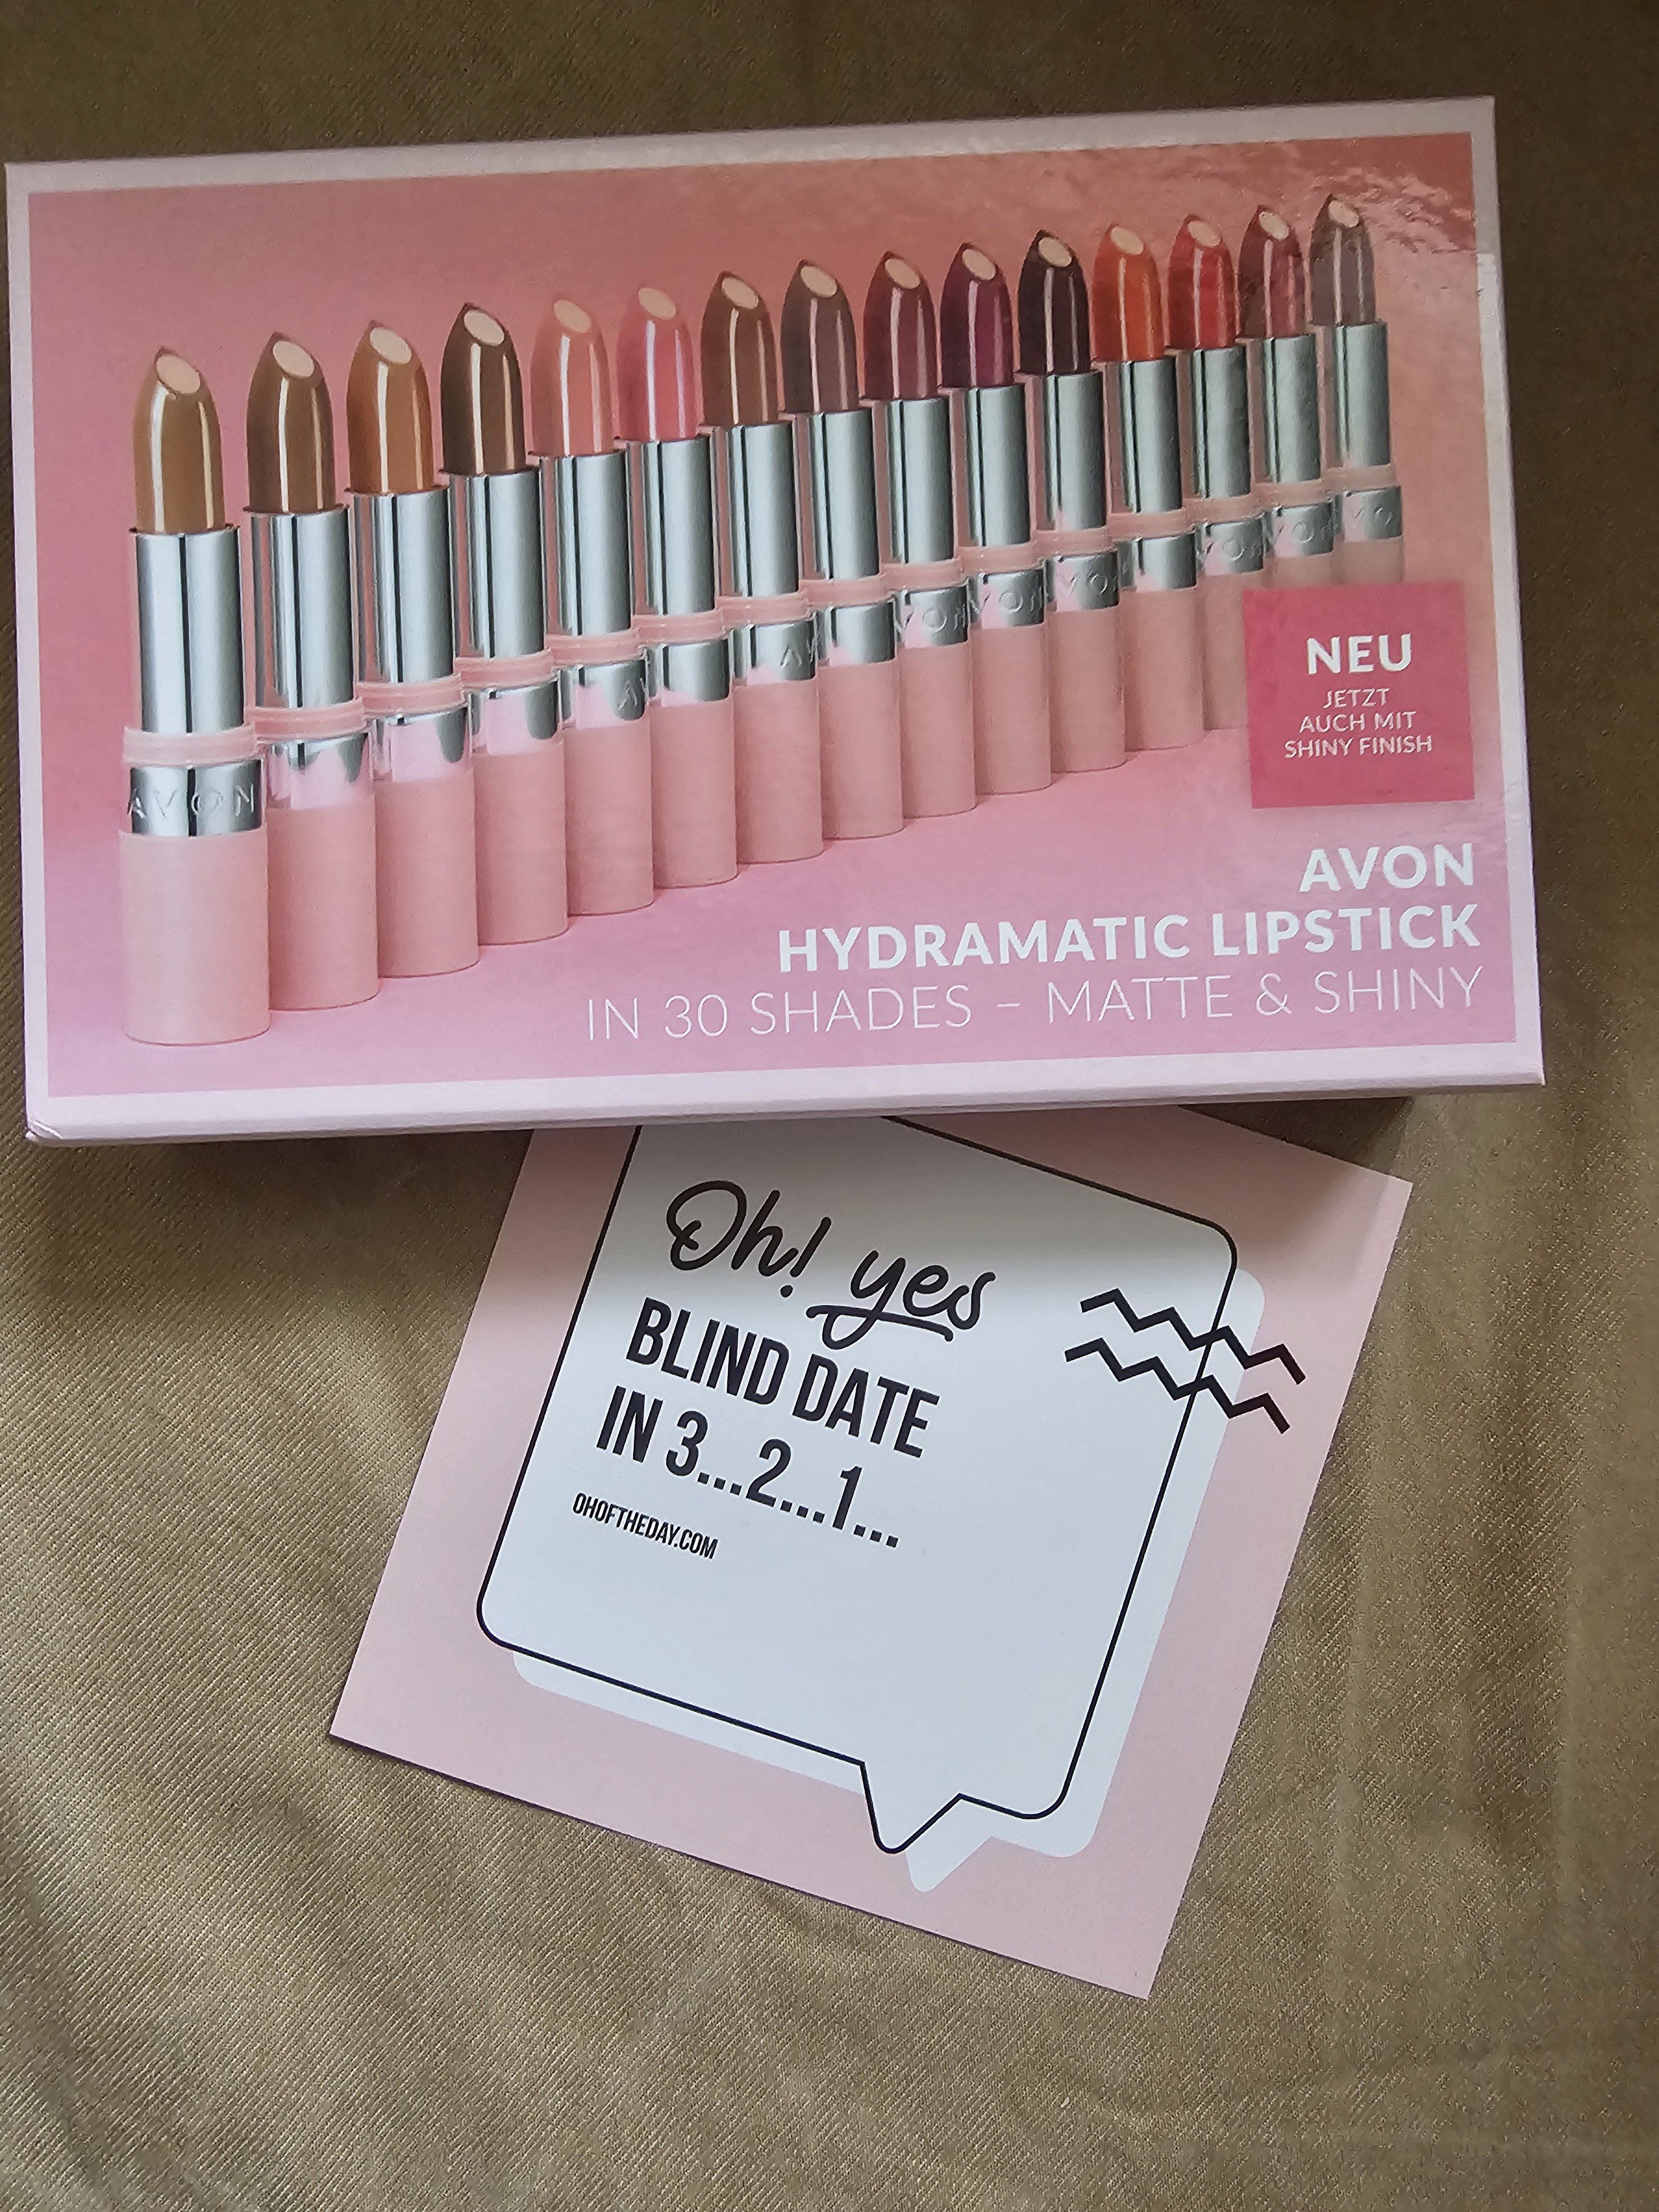 AVON
NEU
JETZT
AUCH MIT
SHINY FINISH
AVON
HYDRAMATIC LIPSTICK
IN 30 SHADES – MATTE & SHINY
Oh! yes
BLIND DATE
IN 3...2...1...
OHOFTHEDAY.COM